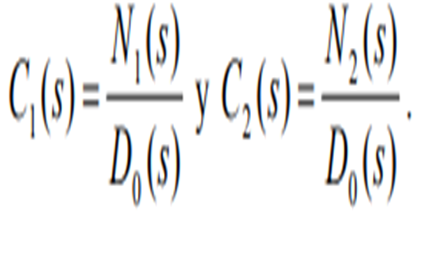 C₁(s) = N₁(s)/D₀(s) y C₂(s) = N₂(s)/D₀(s).